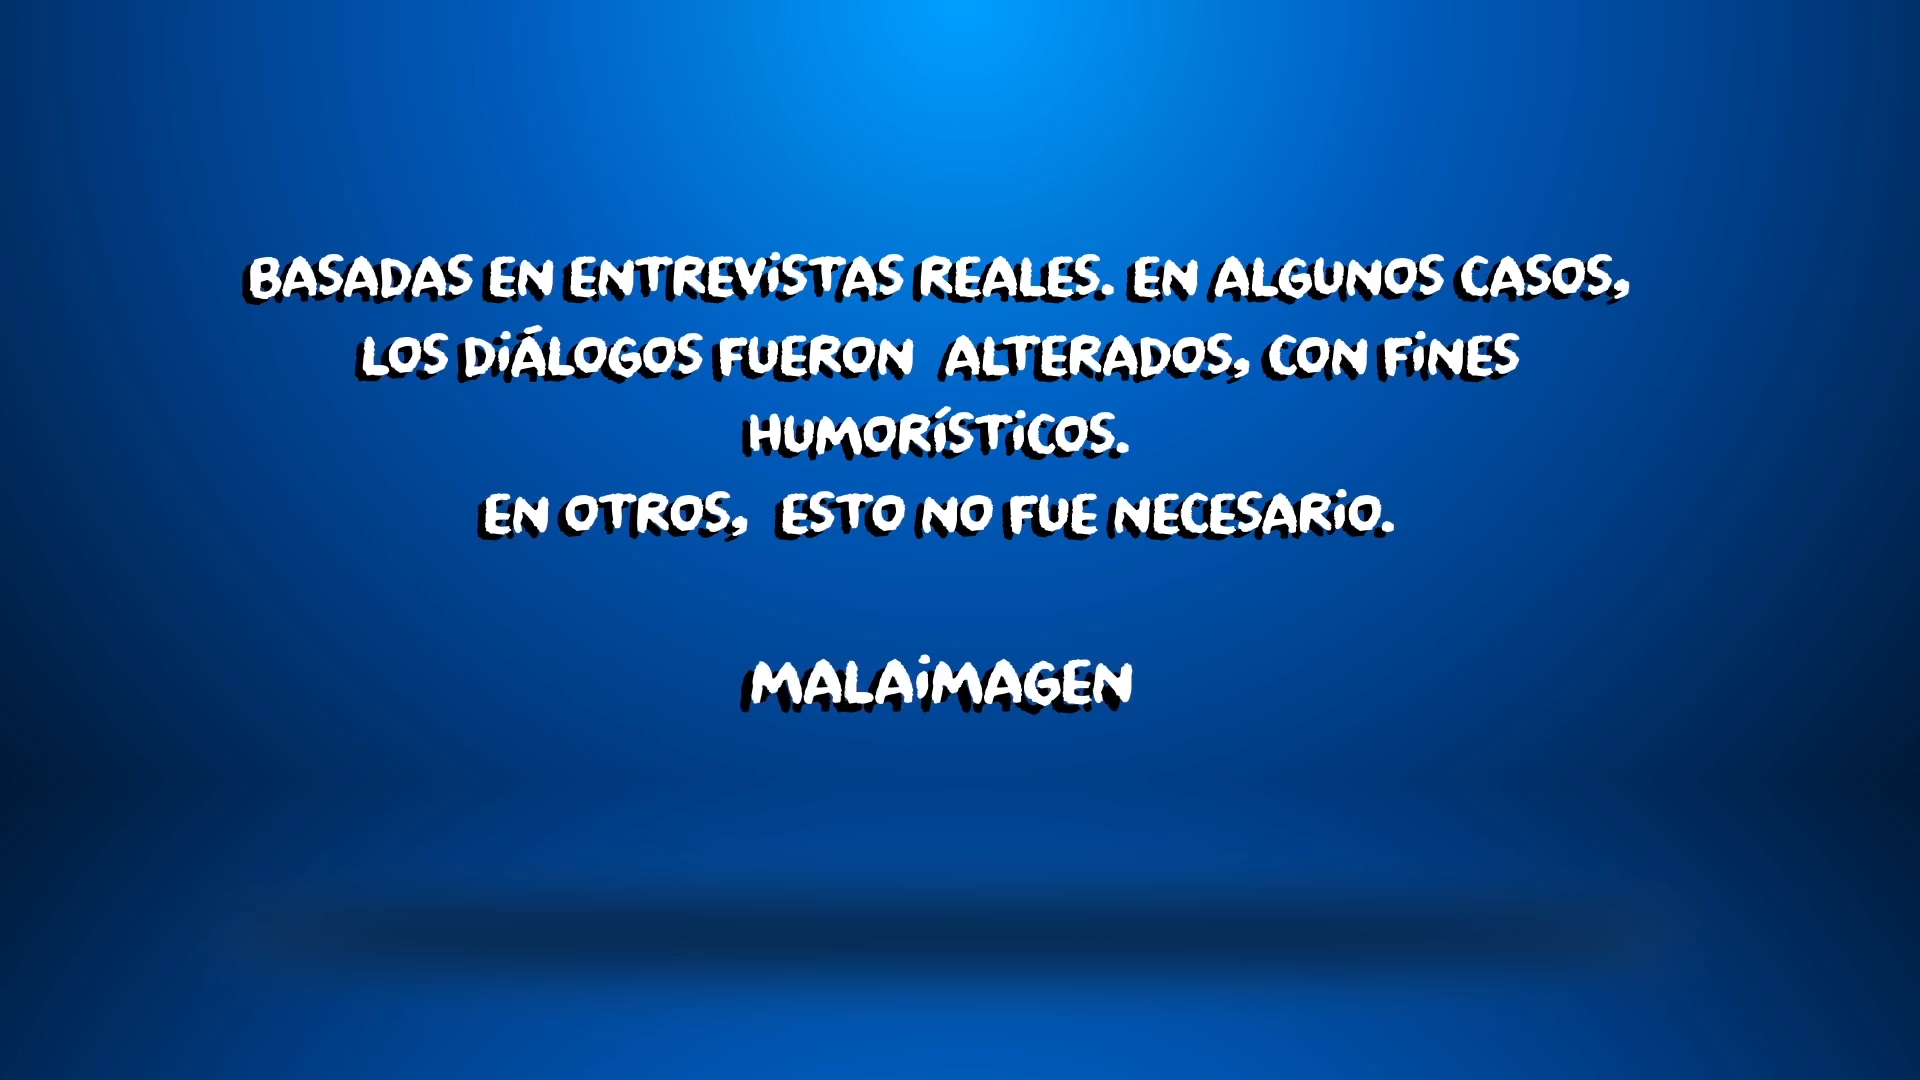 BASADAS EN ENTREVISTAS REALES. EN ALGUNOS CASOS,
LOS DIÁLOGOS FUERON ALTERADOS, CON FINES
HUMORÍSTICOS.
EN OTROS, ESTO NO FUE NECESARIO.
MALAIMAGEN